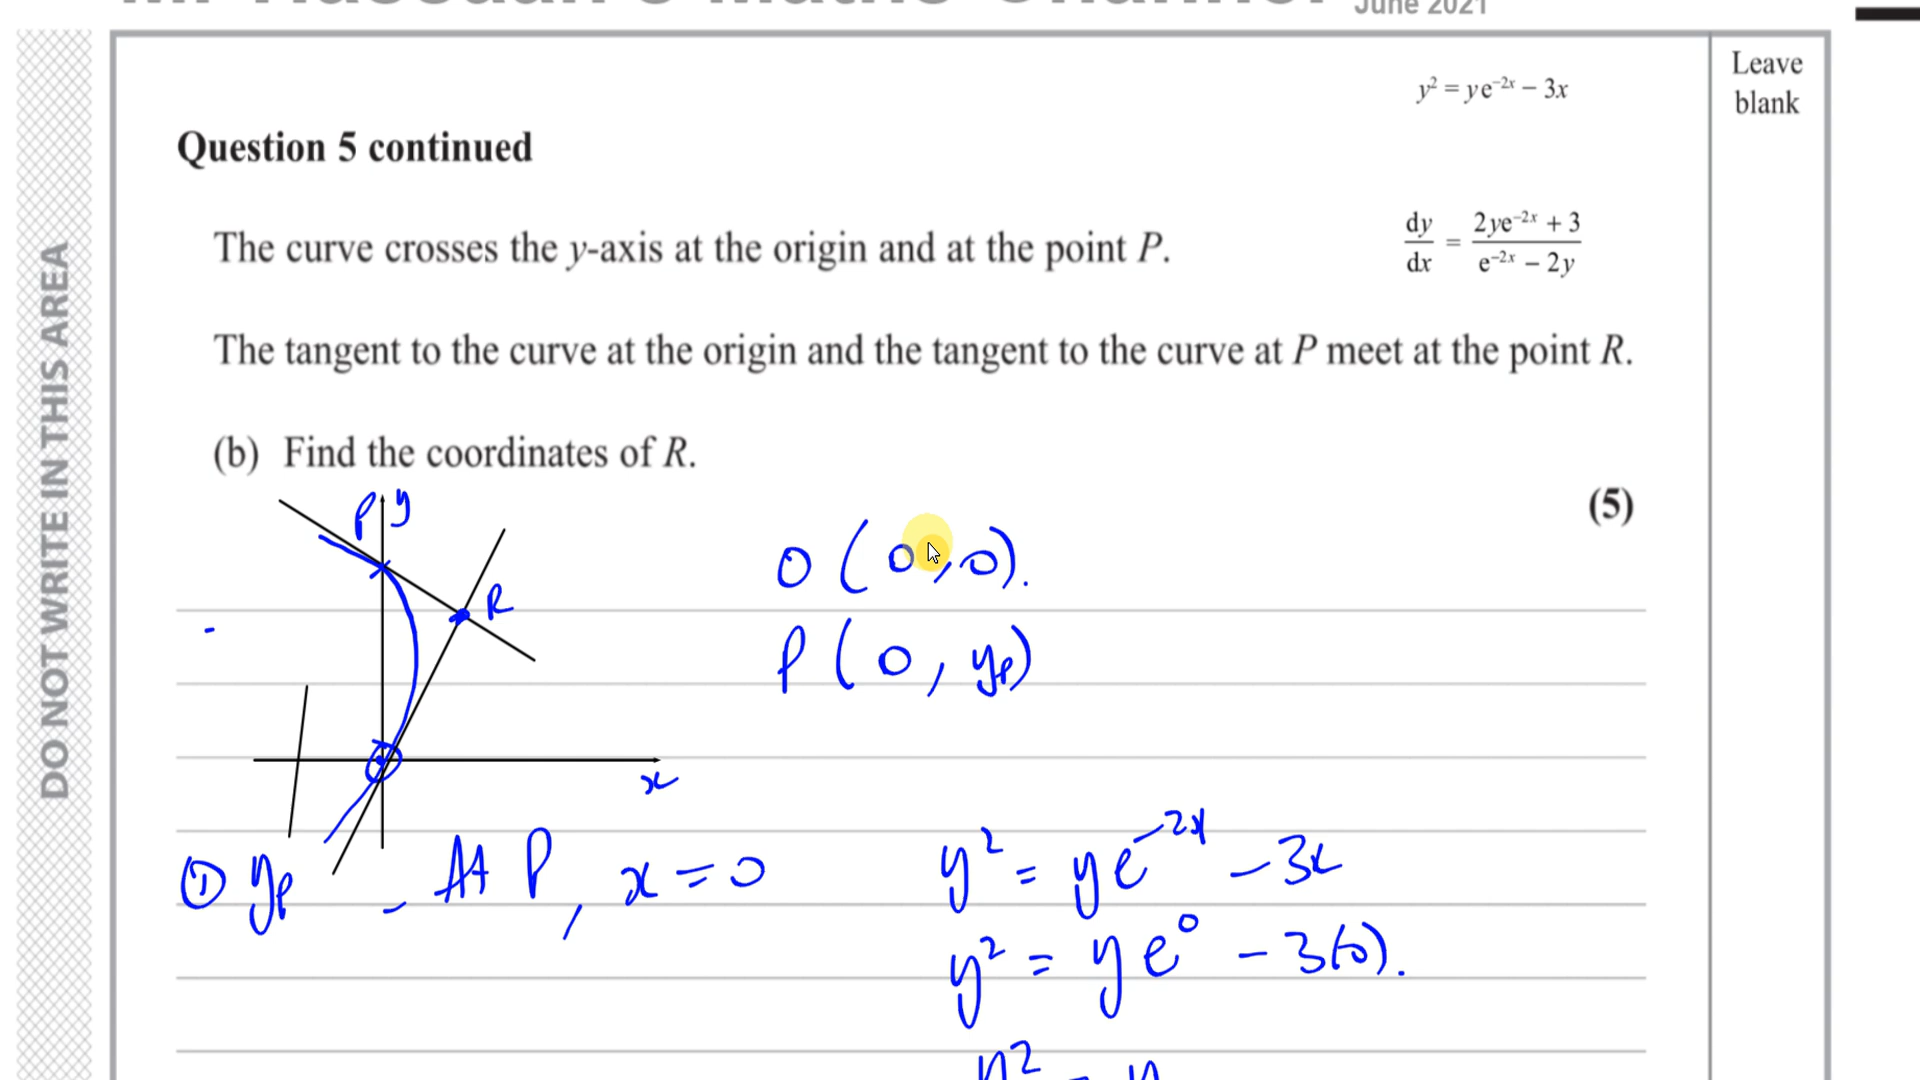 June 2021
Leave
blank
y² = ye⁻²ˣ − 3x
Question 5 continued
The curve crosses the y-axis at the origin and at the point P.
dy/dx = (2ye⁻²ˣ + 3)/(e⁻²ˣ − 2y)
The tangent to the curve at the origin and the tangent to the curve at P meet at the point R.
(b) Find the coordinates of R.
(5)
P y
O (0,0).
R
P (0, yₚ)
x
① yₚ - At P, x = 0
y² = ye⁻²ˣ − 3x
y² = ye⁰ − 3(0).
DO NOT WRITE IN THIS AREA